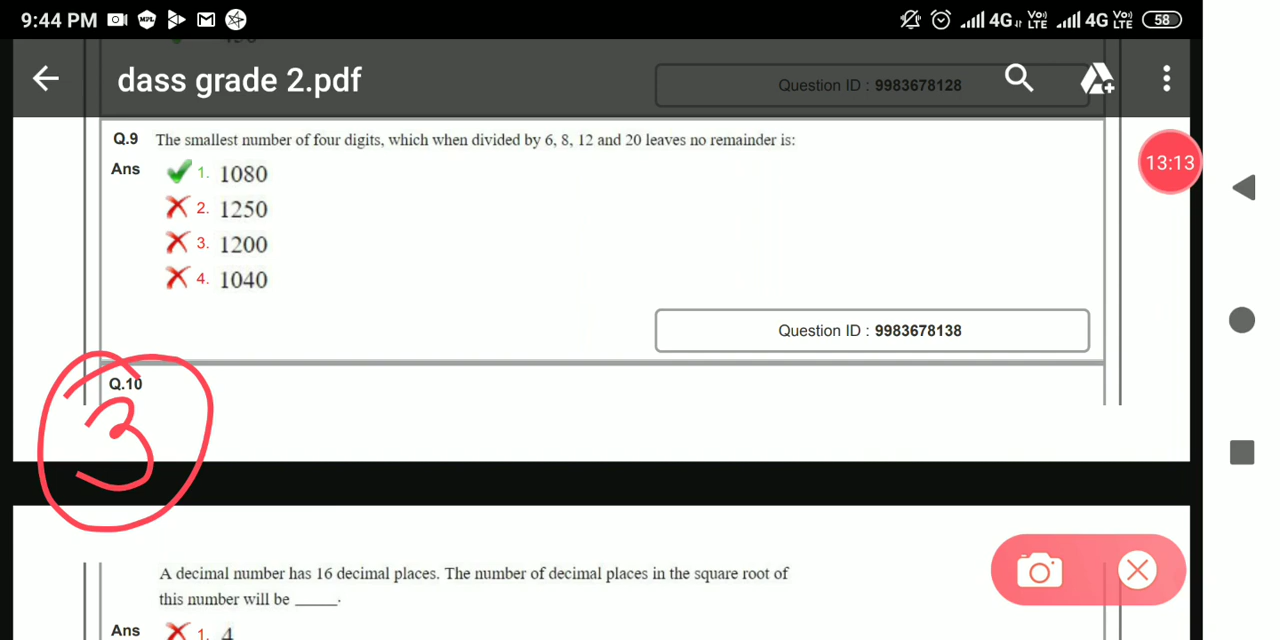 9:44 PM MPL 4G VoLTE 4G VoLTE 58
dass grade 2.pdf
Question ID : 9983678128
13:13
Q.9 The smallest number of four digits, which when divided by 6, 8, 12 and 20 leaves no remainder is:
Ans 1. 1080
2. 1250
3. 1200
4. 1040
Question ID : 9983678138
Q.10
3
A decimal number has 16 decimal places. The number of decimal places in the square root of
this number will be _____.
Ans 1. 4